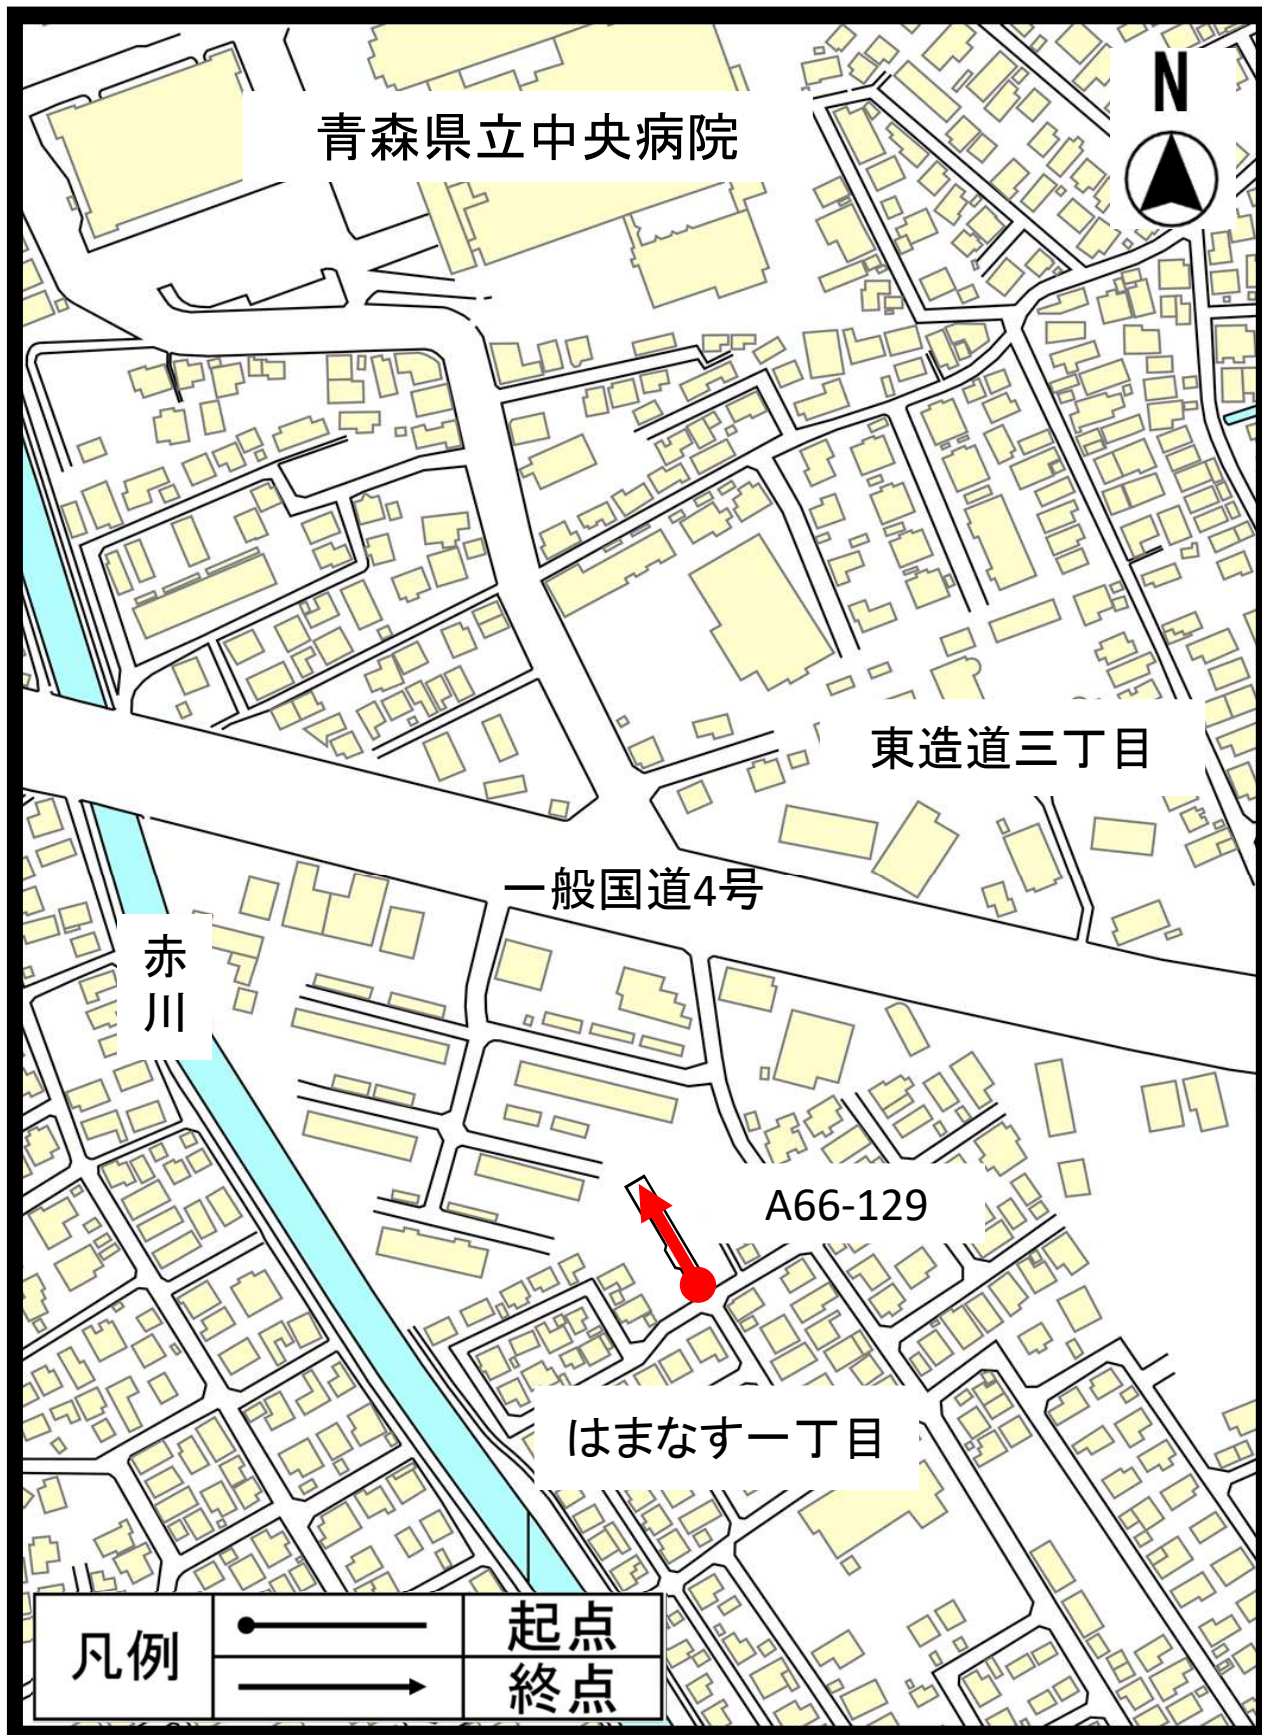 青森県立中央病院
N
東造道三丁目
一般国道4号
赤
川
A66-129
はまなす一丁目
凡例
起点
終点